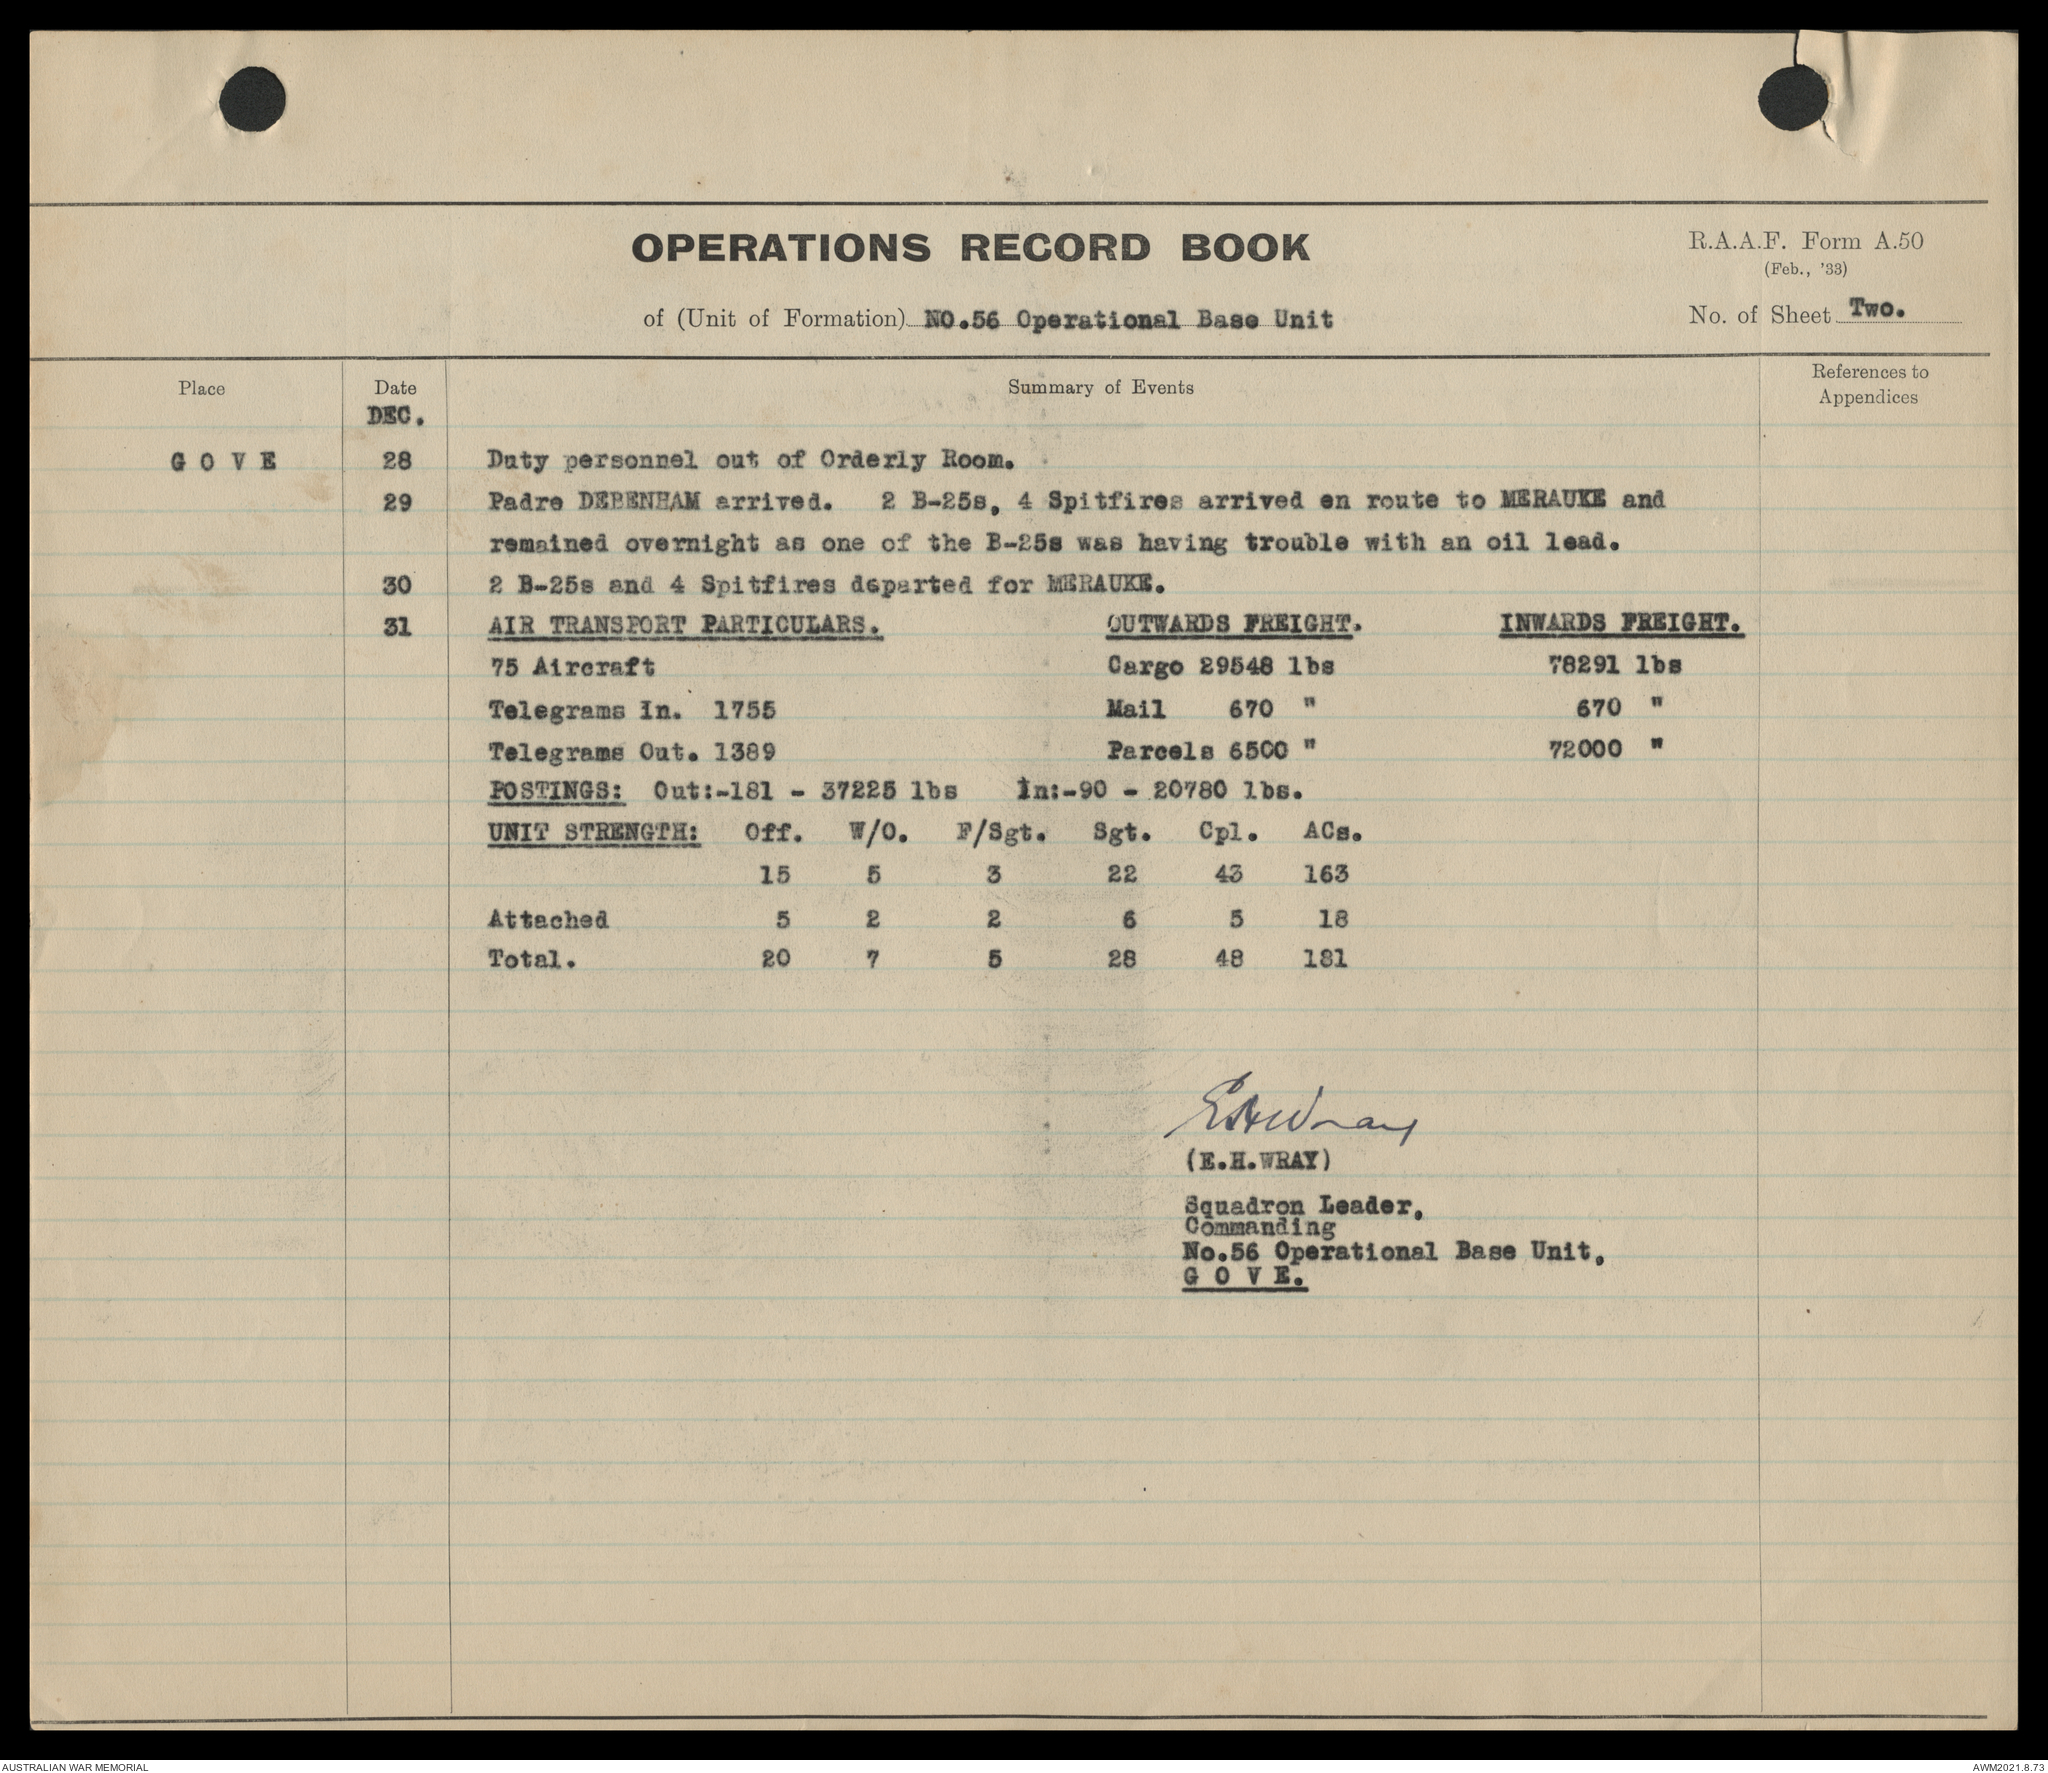 OPERATIONS RECORD BOOK
R.A.A.F. Form A.50
(Feb., '33)
of (Unit of Formation) NO.56 Operational Base Unit
No. of Sheet Two.
Place Date Summary of Events References to Appendices
DEC.
G O V E 28 Duty personnel out of Orderly Room.
29 Padre DEBENHAM arrived. 2 B-25s, 4 Spitfires arrived en route to MERAUKE and
remained overnight as one of the B-25s was having trouble with an oil lead.
30 2 B-25s and 4 Spitfires departed for MERAUKE.
31 AIR TRANSPORT PARTICULARS. OUTWARDS FREIGHT. INWARDS FREIGHT.
75 Aircraft Cargo 29548 lbs 78291 lbs
Telegrams In. 1755 Mail 670 " 670 "
Telegrams Out. 1389 Parcels 6500 " 72000 "
POSTINGS: Out:-181 - 37225 lbs In:-90 - 20780 lbs.
UNIT STRENGTH: Off. W/O. F/Sgt. Sgt. Cpl. ACs.
15 5 3 22 43 163
Attached 5 2 2 6 5 18
Total. 20 7 5 28 48 181
EHWray
(E.H.WRAY)
Squadron Leader,
Commanding
No.56 Operational Base Unit,
G O V E.
AUSTRALIAN WAR MEMORIAL AWM2021.8.73